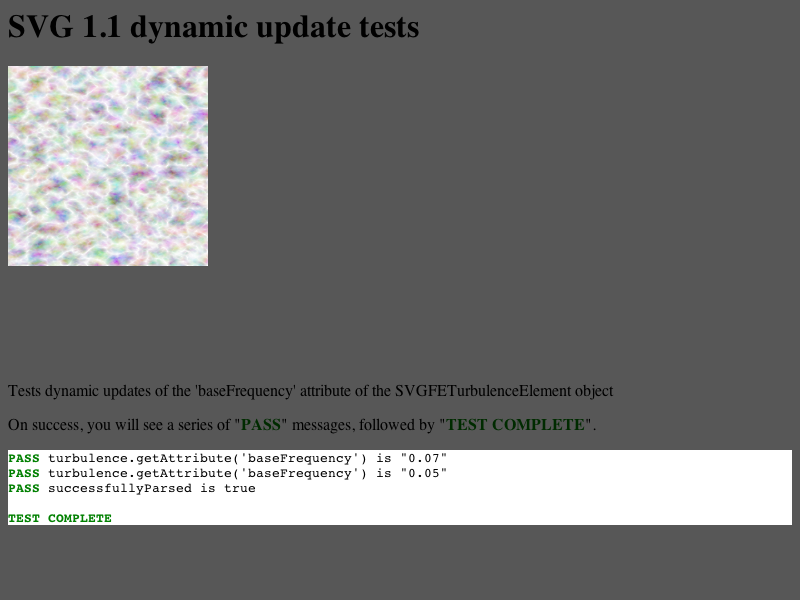 SVG 1.1 dynamic update tests
Tests dynamic updates of the 'baseFrequency' attribute of the SVGFETurbulenceElement object
On success, you will see a series of "PASS" messages, followed by "TEST COMPLETE".
PASS turbulence.getAttribute('baseFrequency') is "0.07"
PASS turbulence.getAttribute('baseFrequency') is "0.05"
PASS successfullyParsed is true
TEST COMPLETE